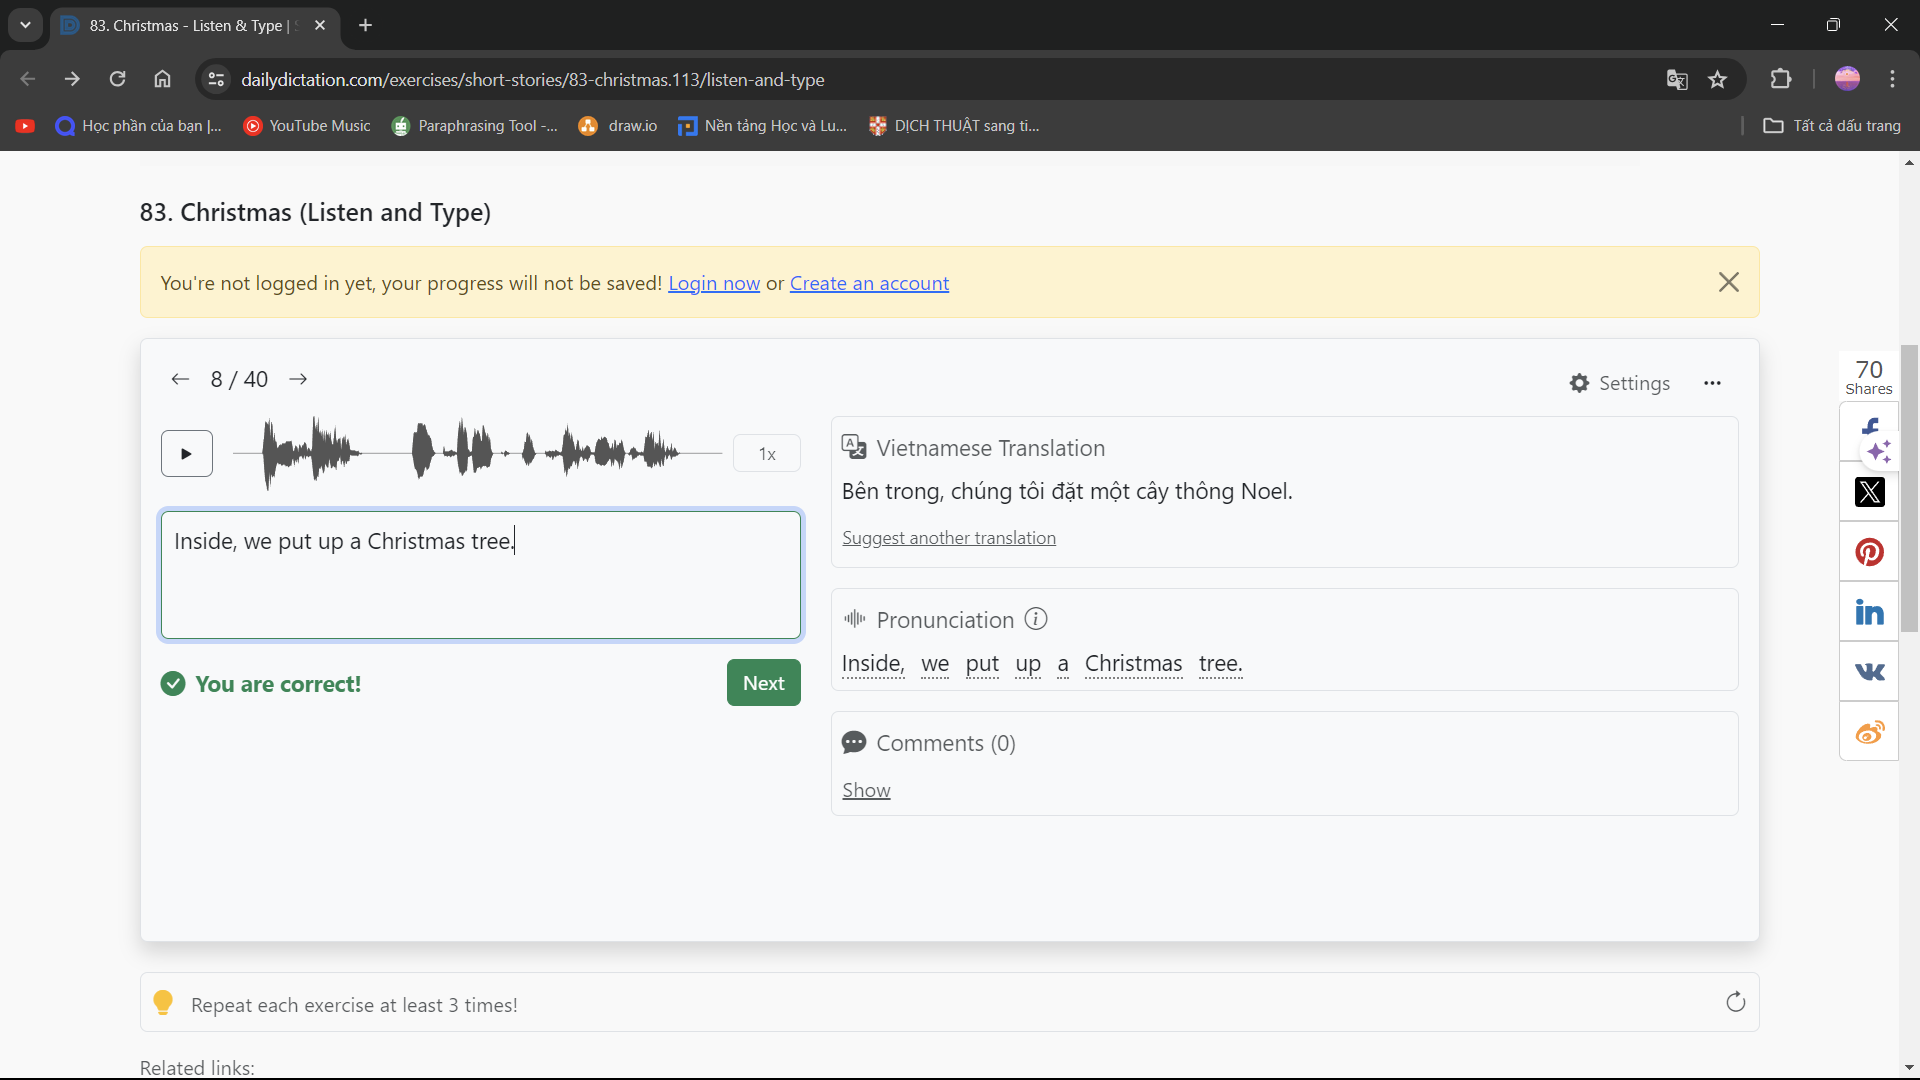 83. Christmas - Listen & Type |
dailydictation.com/exercises/short-stories/83-christmas.113/listen-and-type
Học phần của bạn |...
YouTube Music
Paraphrasing Tool -...
draw.io
Nền tảng Học và Lu...
DỊCH THUẬT sang ti...
Tất cả dấu trang
83. Christmas (Listen and Type)
You're not logged in yet, your progress will not be saved! Login now or Create an account
8 / 40
Settings
1x
Vietnamese Translation
Bên trong, chúng tôi đặt một cây thông Noel.
Suggest another translation
Inside, we put up a Christmas tree.
Pronunciation
Inside, we put up a Christmas tree.
You are correct!
Next
Comments (0)
Show
70
Shares
Repeat each exercise at least 3 times!
Related links: